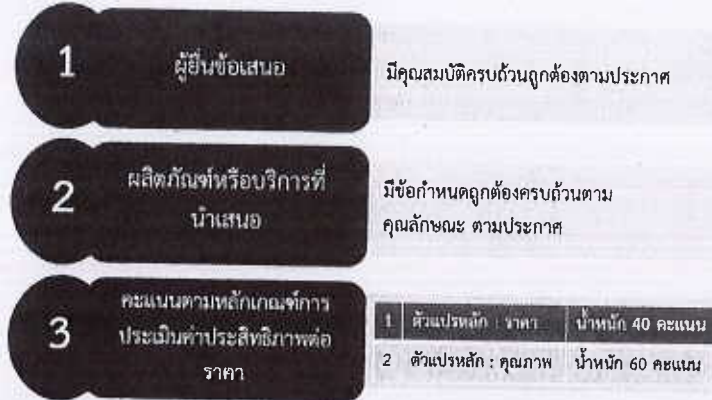 1
ผู้ยื่นข้อเสนอ
มีคุณสมบัติครบถ้วนถูกต้องตามประกาศ
2
ผลิตภัณฑ์หรือบริการที่
นำเสนอ
มีข้อกำหนดถูกต้องครบถ้วนตาม
คุณลักษณะ ตามประกาศ
3
คะแนนตามหลักเกณฑ์การ
ประเมินค่าประสิทธิภาพต่อ
ราคา
1 ตัวแปรหลัก : ราคา น้ำหนัก 40 คะแนน
2 ตัวแปรหลัก : คุณภาพ น้ำหนัก 60 คะแนน